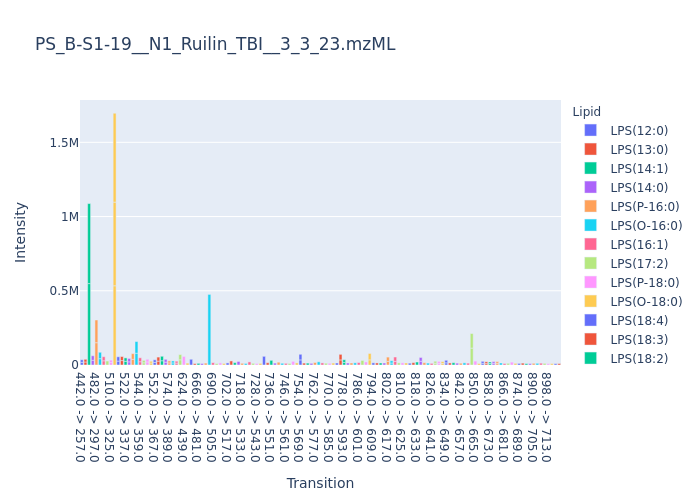 PS_B-S1-19__N1_Ruilin_TBI__3_3_23.mzML
Lipid
LPS(12:0)
LPS(13:0)
LPS(14:1)
LPS(14:0)
LPS(P-16:0)
LPS(O-16:0)
LPS(16:1)
LPS(17:2)
LPS(P-18:0)
LPS(O-18:0)
LPS(18:4)
LPS(18:3)
LPS(18:2)
Intensity
1.5M
1M
0.5M
0
442.0 -> 257.0
482.0 -> 297.0
510.0 -> 325.0
522.0 -> 337.0
544.0 -> 359.0
552.0 -> 367.0
574.0 -> 389.0
624.0 -> 439.0
666.0 -> 481.0
690.0 -> 505.0
702.0 -> 517.0
718.0 -> 533.0
728.0 -> 543.0
736.0 -> 551.0
746.0 -> 561.0
754.0 -> 569.0
762.0 -> 577.0
770.0 -> 585.0
778.0 -> 593.0
786.0 -> 601.0
794.0 -> 609.0
802.0 -> 617.0
810.0 -> 625.0
818.0 -> 633.0
826.0 -> 641.0
834.0 -> 649.0
842.0 -> 657.0
850.0 -> 665.0
858.0 -> 673.0
866.0 -> 681.0
874.0 -> 689.0
890.0 -> 705.0
898.0 -> 713.0
Transition